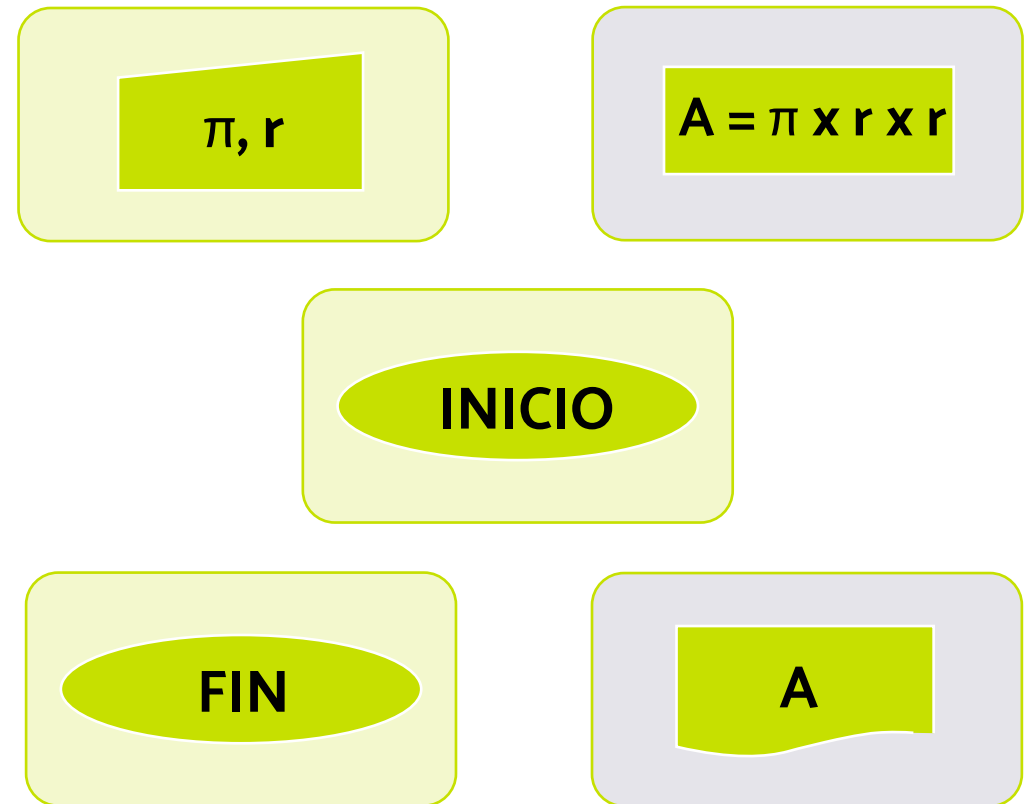 π, r
A = π x r x r
INICIO
FIN
A